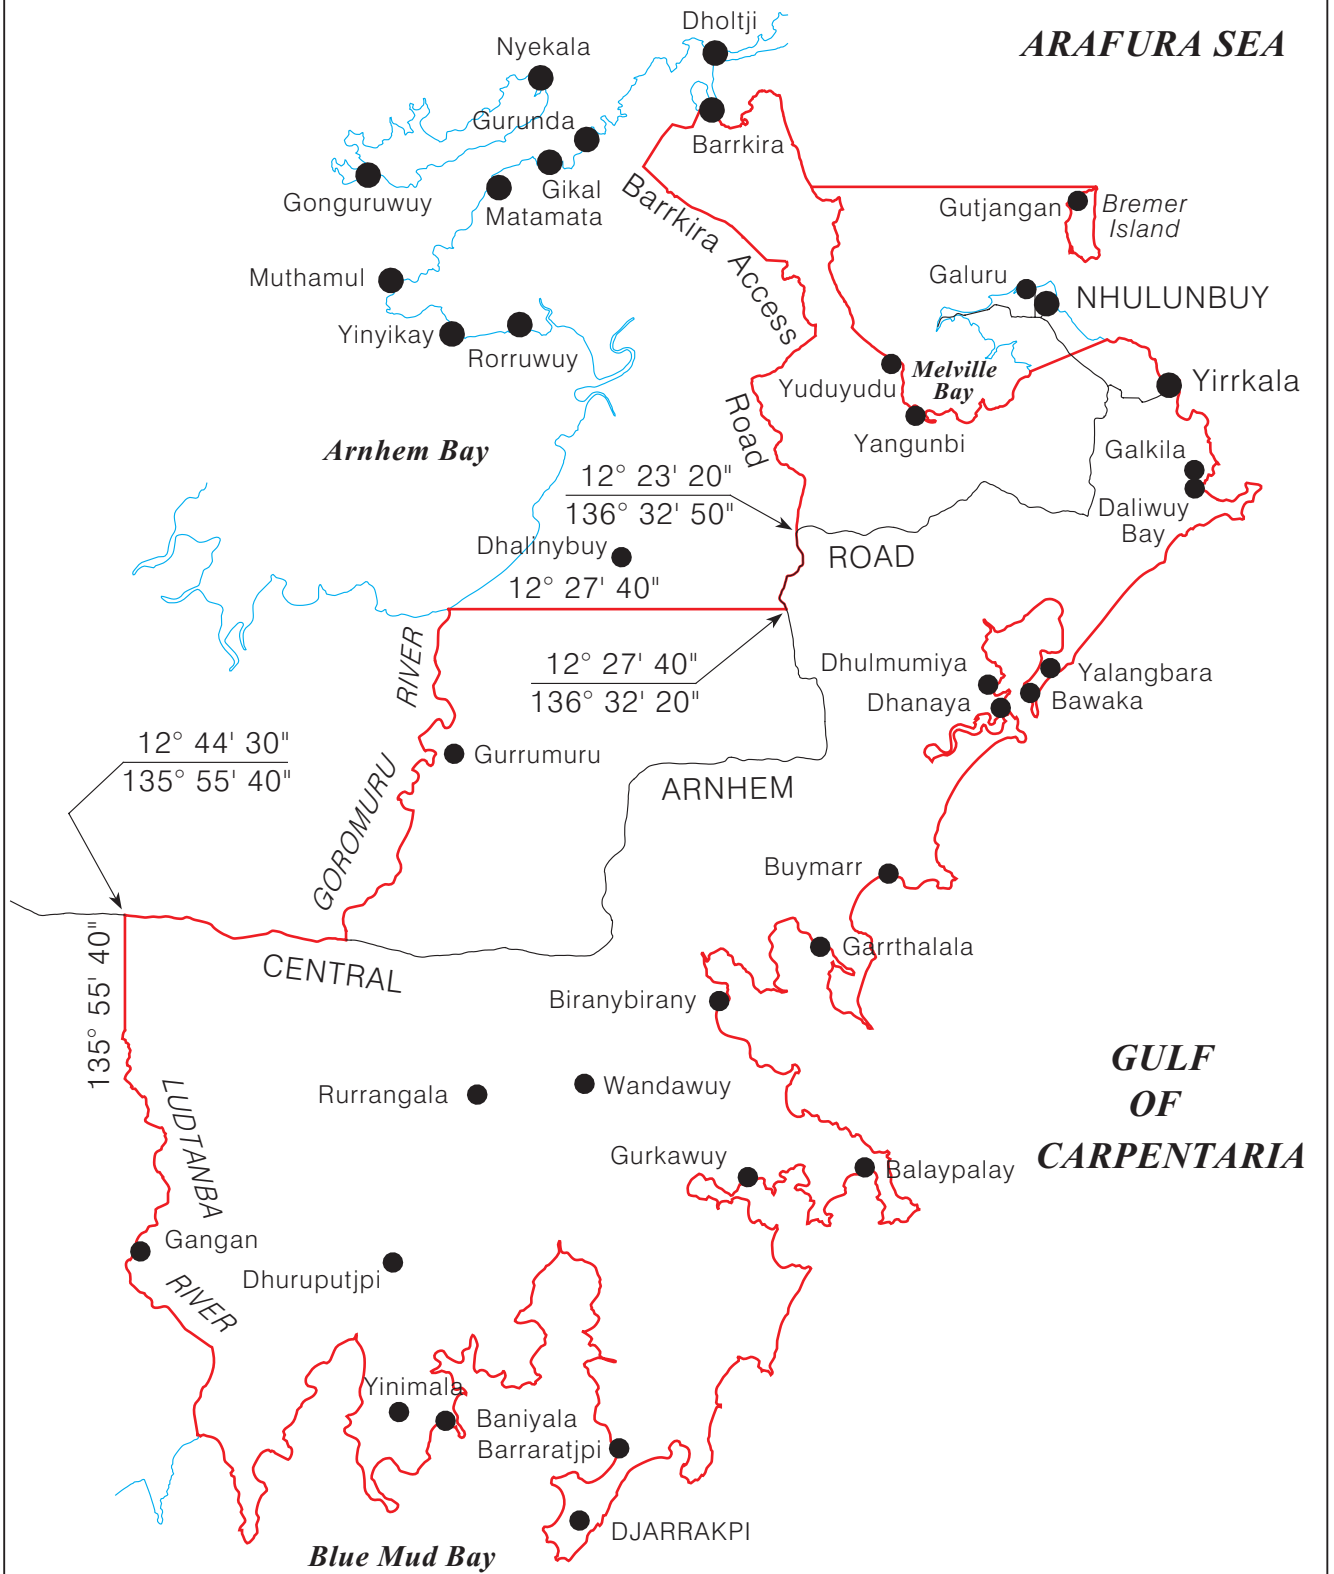 Dholtji
ARAFURA SEA
Nyekala
Gurunda
Barrkira
Gikal
Gonguruwuy
Matamata
Gutjangan
Bremer
Island
Barrkira Access
Road
Muthamul
Galuru
NHULUNBUY
Yinyikay
Rorruwuy
Melville
Bay
Yuduyudu
Yirrkala
Yangunbi
Arnhem Bay
Galkila
12° 23' 20"
136° 32' 50"
Daliwuy
Bay
Dhalinybuy
ROAD
12° 27' 40"
RIVER
12° 27' 40"
136° 32' 20"
Dhulmumiya
Yalangbara
Dhanaya
Bawaka
12° 44' 30"
135° 55' 40"
Gurrumuru
ARNHEM
GOROMURU
Buymarr
135° 55' 40"
CENTRAL
Garrthalala
Biranybirany
GULF
OF
CARPENTARIA
Rurrangala
Wandawuy
LUDTANBA
Gurkawuy
Balaypalay
Gangan
Dhuruputjpi
RIVER
Yinimala
Baniyala
Barraratjpi
DJARRAKPI
Blue Mud Bay